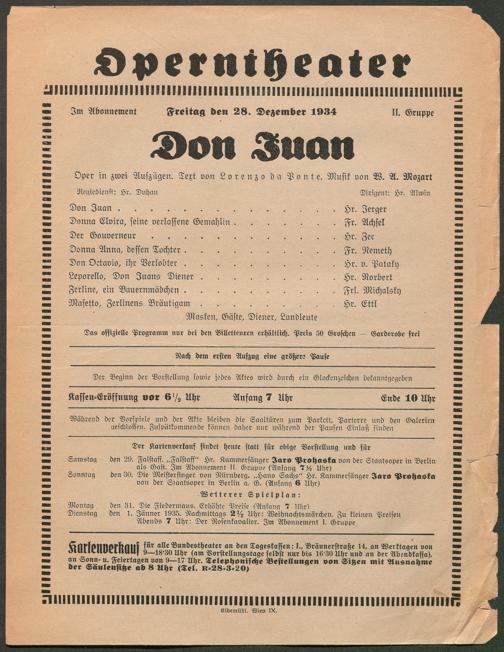 Operntheater
Im Abonnement Freitag den 28. Dezember 1934 II. Gruppe
Don Juan
Oper in zwei Aufzügen. Text von Lorenzo da Ponte. Musik von W. A. Mozart
Regiedienst: Hr. Duhan Dirigent: Hr. Alwin
Don Juan . . . . . . . . . . . . . . . Hr. Jerger
Donna Elvira, seine verlassene Gemahlin . . . . . . . Fr. Achsel
Der Gouverneur . . . . . . . . . . . . . Hr. Zec
Donna Anna, dessen Tochter . . . . . . . . . . Fr. Nemeth
Don Octavio, ihr Verlobter . . . . . . . . . . Hr. v. Pataky
Leporello, Don Juans Diener . . . . . . . . . Hr. Norbert
Zerline, ein Bauernmädchen . . . . . . . . . . Frl. Michalsky
Masetto, Zerlinens Bräutigam . . . . . . . . . Hr. Ettl
Masken, Gäste, Diener, Landleute
Das offizielle Programm nur bei den Billetteuren erhältlich. Preis 50 Groschen — Garderobe frei
Nach dem ersten Aufzug eine größere Pause
Der Beginn der Vorstellung sowie jedes Aktes wird durch ein Glockenzeichen bekanntgegeben
Kassen-Eröffnung vor 6½ Uhr Anfang 7 Uhr Ende 10 Uhr
Während der Vorspiele und der Akte bleiben die Saaltüren zum Parkett, Parterre und den Galerien
geschlossen. Zuspätkommende können daher nur während der Pausen Einlaß finden
Der Kartenverkauf findet heute statt für obige Vorstellung und für
Samstag den 29. Falstaff. „Falstaff“ Hr. Kammersänger Jaro Prohaska von der Staatsoper in Berlin
als Gast. Im Abonnement II. Gruppe (Anfang 7½ Uhr)
Sonntag den 30. Die Meistersinger von Nürnberg. „Hans Sachs“ Hr. Kammersänger Jaro Prohaska
von der Staatsoper in Berlin a. G. (Anfang 6 Uhr)
Weiterer Spielplan:
Montag den 31. Die Fledermaus. Erhöhte Preise (Anfang 7 Uhr)
Dienstag den 1. Jänner 1935. Nachmittags 2½ Uhr: Weihnachtsmärchen. Zu kleinen Preisen
Abends 7 Uhr: Der Rosenkavalier. Im Abonnement I. Gruppe
Kartenverkauf für alle Bundestheater an den Tageskassen: I., Bräunerstraße 14, an Werktagen von
9—18·30 Uhr (am Vorstellungstage selbst nur bis 16·30 Uhr und an der Abendkassa),
an Sonn- u. Feiertagen von 9—17 Uhr. Telephonische Bestellungen von Sitzen mit Ausnahme
der Säulensitze ab 8 Uhr (Tel. R-28-3-20)
Elbemühl, Wien IX.